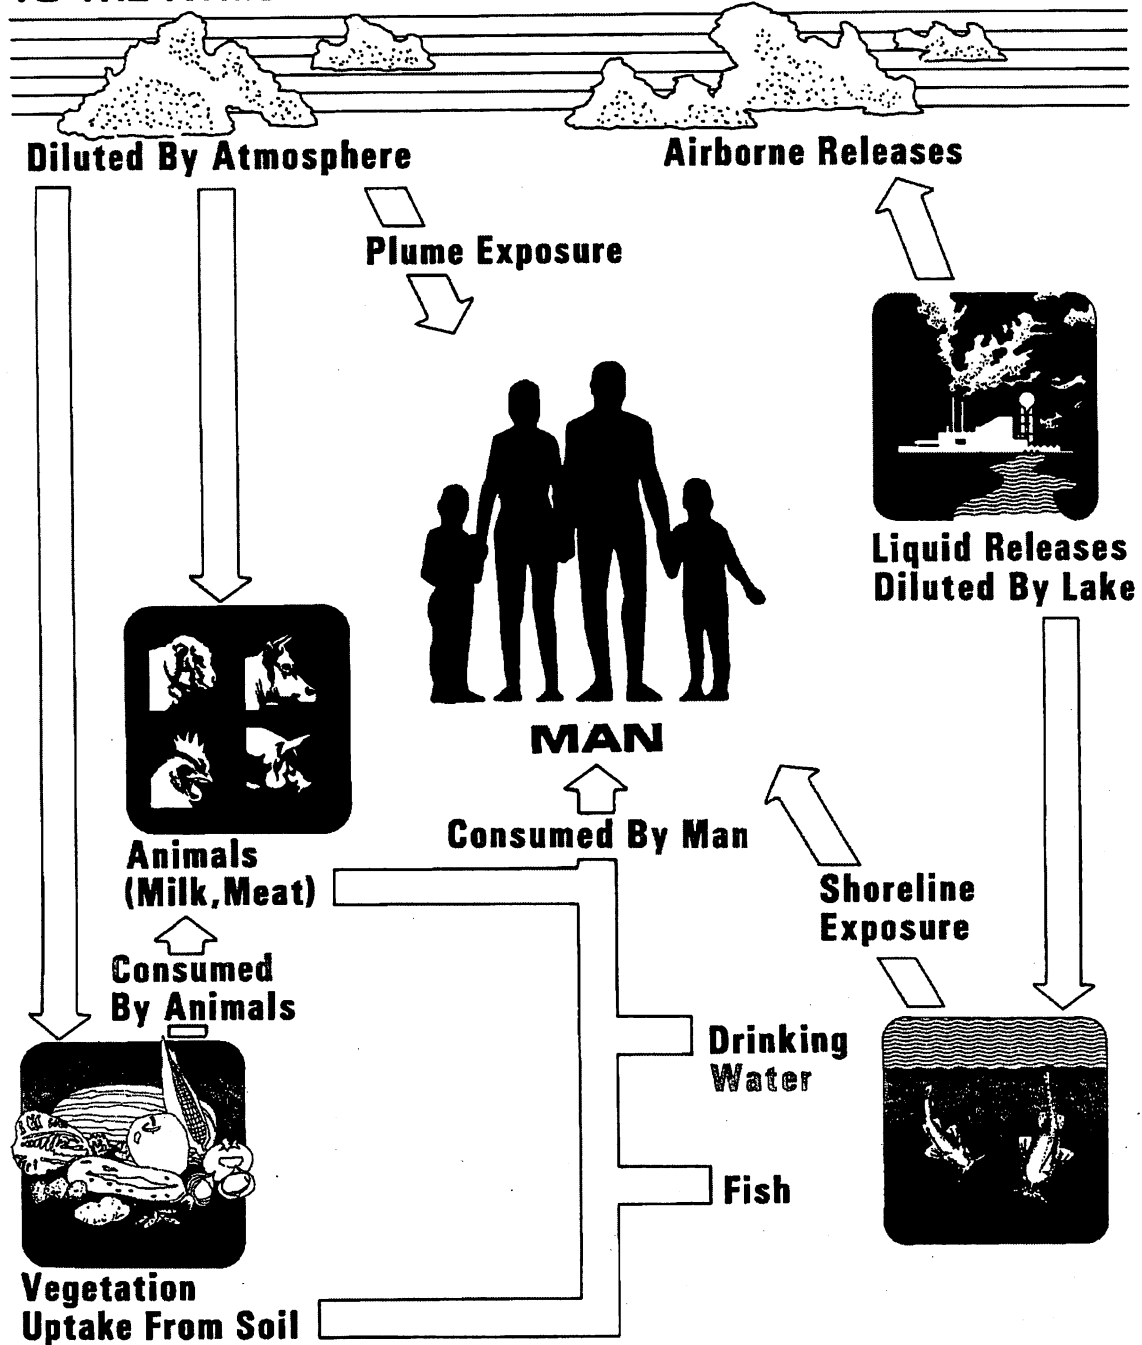 Diluted By Atmosphere
Airborne Releases
Plume Exposure
Liquid Releases
Diluted By Lake
MAN
Consumed By Man
Animals
(Milk,Meat)
Shoreline
Exposure
Consumed
By Animals
Drinking
Water
Fish
Vegetation
Uptake From Soil